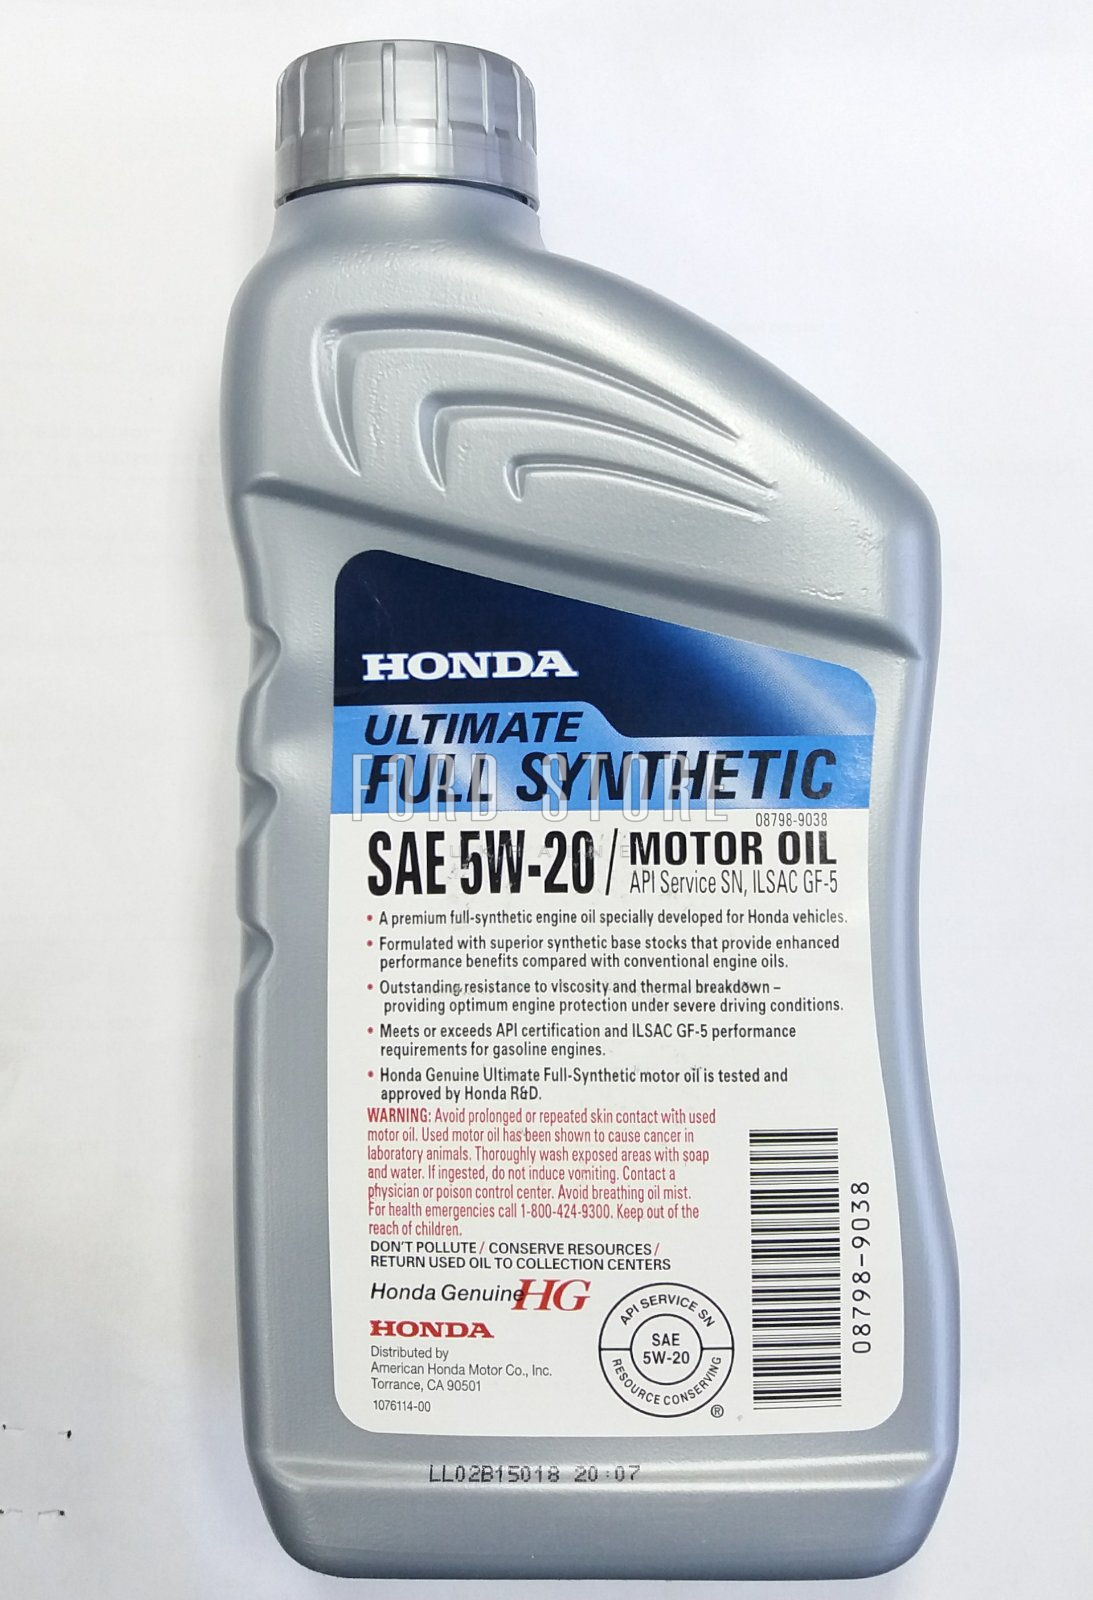 HONDA
ULTIMATE
FULL SYNTHETIC
FORD STORE
UKRAINE
08798-9038
SAE 5W-20 / MOTOR OIL
API Service SN, ILSAC GF-5
• A premium full-synthetic engine oil specially developed for Honda vehicles.
• Formulated with superior synthetic base stocks that provide enhanced
performance benefits compared with conventional engine oils.
• Outstanding resistance to viscosity and thermal breakdown –
providing optimum engine protection under severe driving conditions.
• Meets or exceeds API certification and ILSAC GF-5 performance
requirements for gasoline engines.
• Honda Genuine Ultimate Full-Synthetic motor oil is tested and
approved by Honda R&D.
WARNING: Avoid prolonged or repeated skin contact with used
motor oil. Used motor oil has been shown to cause cancer in
laboratory animals. Thoroughly wash exposed areas with soap
and water. If ingested, do not induce vomiting. Contact a
physician or poison control center. Avoid breathing oil mist.
For health emergencies call 1-800-424-9300. Keep out of the
reach of children.
DON'T POLLUTE / CONSERVE RESOURCES /
RETURN USED OIL TO COLLECTION CENTERS
Honda Genuine HG
HONDA
Distributed by
American Honda Motor Co., Inc.
Torrance, CA 90501
1076114-00
API SERVICE SN
SAE
5W-20
RESOURCE CONSERVING
®
08798-9038
LL02B15018 20:07